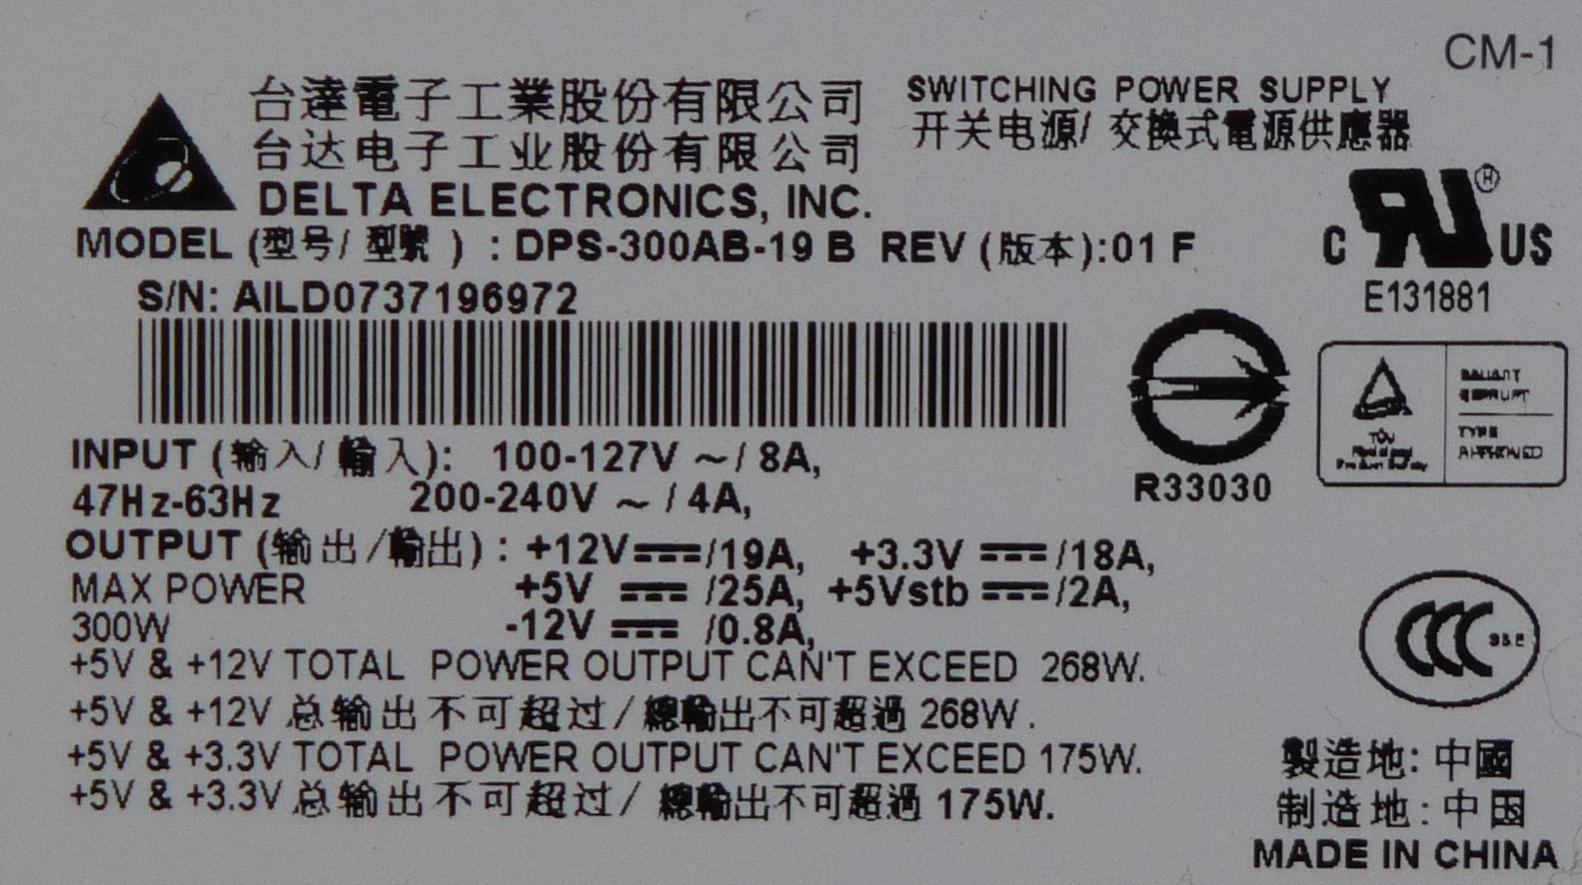 CM-1
台達電子工業股份有限公司
台达电子工业股份有限公司
DELTA ELECTRONICS, INC.
SWITCHING POWER SUPPLY
开关电源/ 交換式電源供應器
MODEL (型号/ 型號 ) : DPS-300AB-19 B REV (版本):01 F
S/N: AILD0737196972
C US ®
E131881
R33030
TÜV
TYPE
APPROVED
INPUT (输入/ 輸入): 100-127V ～/ 8A,
47Hz-63Hz 200-240V ～ / 4A,
OUTPUT (输出/輸出) : +12V⎓/19A, +3.3V ⎓/18A,
MAX POWER +5V ⎓ /25A, +5Vstb ⎓/2A,
300W -12V ⎓ /0.8A,
+5V & +12V TOTAL POWER OUTPUT CAN'T EXCEED 268W.
+5V & +12V 总输出不可超过/ 總輸出不可超過 268W.
+5V & +3.3V TOTAL POWER OUTPUT CAN'T EXCEED 175W.
+5V & +3.3V 总输出不可超过/ 總輸出不可超過 175W.
CCC S&E
製造地: 中國
制造地: 中国
MADE IN CHINA